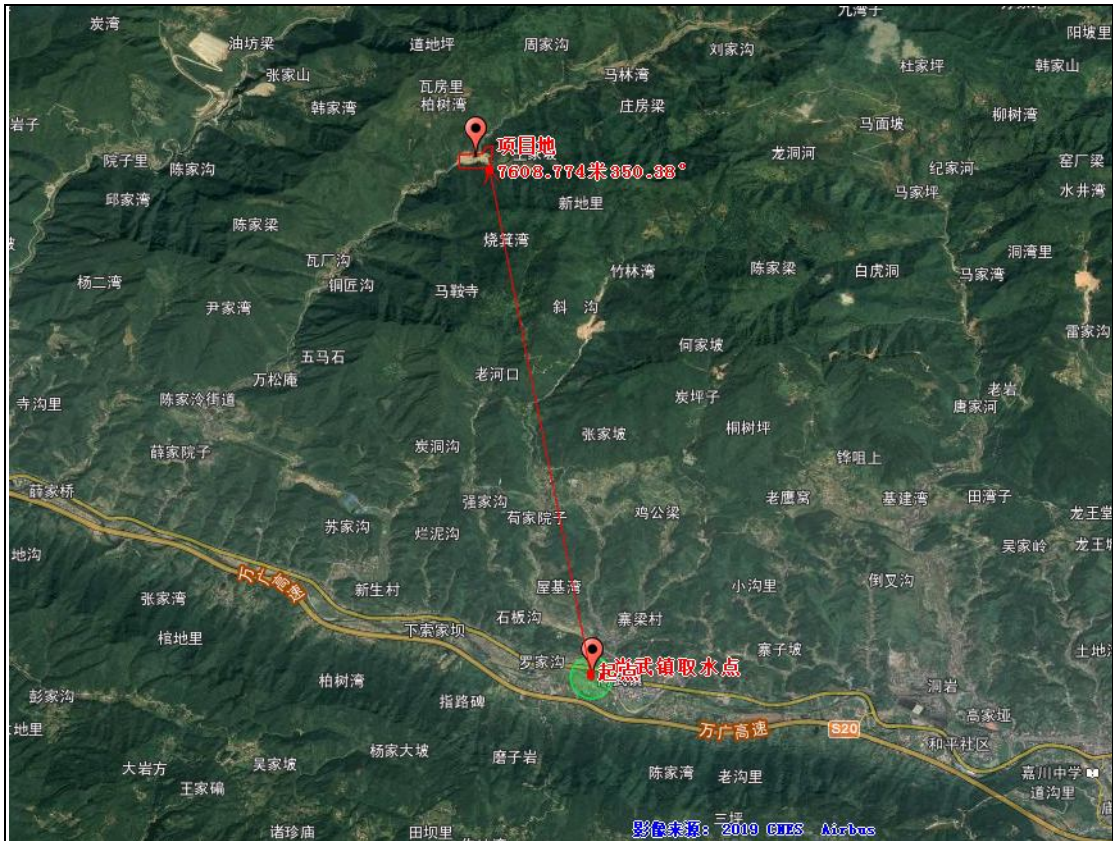 炭湾
油坊梁
道地坪
周家沟
九湾子
刘家沟
阳坡里
张家山
瓦房里
马林湾
杜家坪
韩家山
韩家湾
柏树湾
庄房梁
柳树湾
岩子
马面坡
院子里
陈家沟
项目地
龙洞河
纪家河
窑厂梁
7608.774米350.38°
邱家湾
新地里
马家坪
水井湾
陈家梁
烧箕湾
洞湾里
瓦厂沟
竹林湾
陈家梁
白虎洞
马家湾
杨二湾
铜匠沟
马鞍寺
尹家湾
斜 沟
雷家沟
五马石
何家坡
老河口
万松庵
老岩
寺沟里
陈家泠街道
炭坪子
唐家河
张家坡
桐树坪
薛家院子
炭洞沟
铧咀上
薛家桥
强家沟
老鹰窝
基建湾
田湾子
苏家沟
荀家院子
鸡公梁
龙王堂
地沟
烂泥沟
吴家岭
万广高速
新生村
屋基湾
小沟里
倒叉沟
张家湾
石板沟
寨梁村
棺地里
下索家坝
寨子坡
罗家沟
尚武镇取水点
起点
柏树湾
洞岩
彭家沟
指路碑
高家垭
万广高速
S20
和平社区
大岩方
吴家坡
杨家大坡
磨子岩
陈家湾
老沟里
嘉川中学
王家碥
道沟里
三坪
诸珍庙
田坝里
影像来源: 2019 CNES Airbus